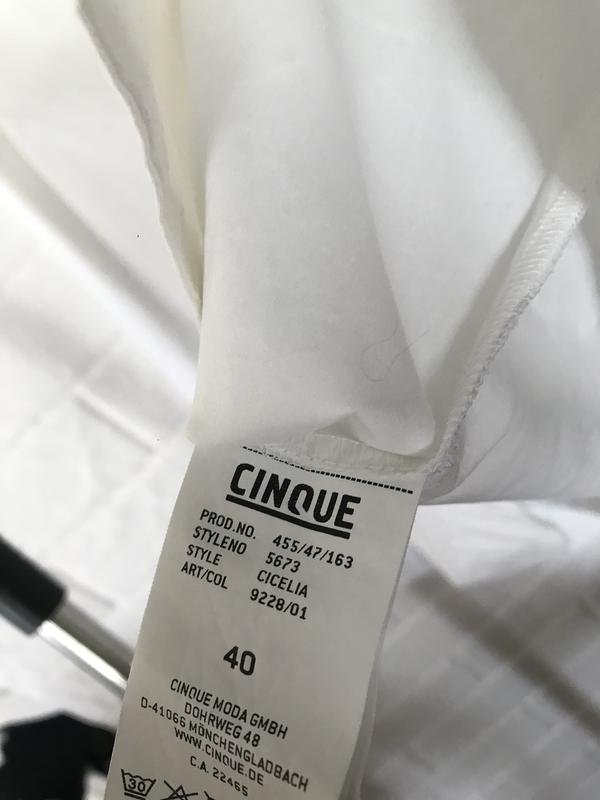 CINQUE
PROD.NO. 455/47/163
STYLENO 5673
STYLE CICELIA
ART/COL 9228/01
40
CINQUE MODA GMBH
DOHRWEG 48
D-41066 MÖNCHENGLADBACH
WWW.CINQUE.DE
C.A. 22465
30